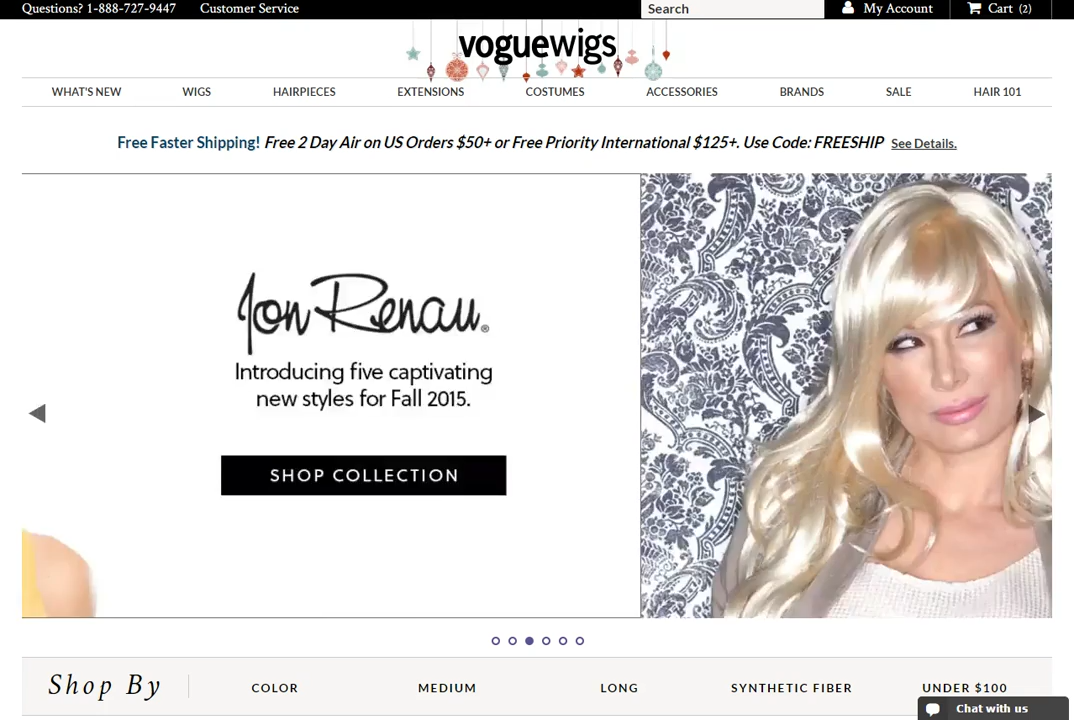 Questions? 1-888-727-9447 Customer Service Search My Account Cart (2)
voguewigs
WHAT'S NEW WIGS HAIRPIECES EXTENSIONS COSTUMES ACCESSORIES BRANDS SALE HAIR 101
Free Faster Shipping! Free 2 Day Air on US Orders $50+ or Free Priority International $125+. Use Code: FREESHIP See Details.
Jon Renau®
Introducing five captivating
new styles for Fall 2015.
SHOP COLLECTION
Shop By COLOR MEDIUM LONG SYNTHETIC FIBER UNDER $100
Chat with us